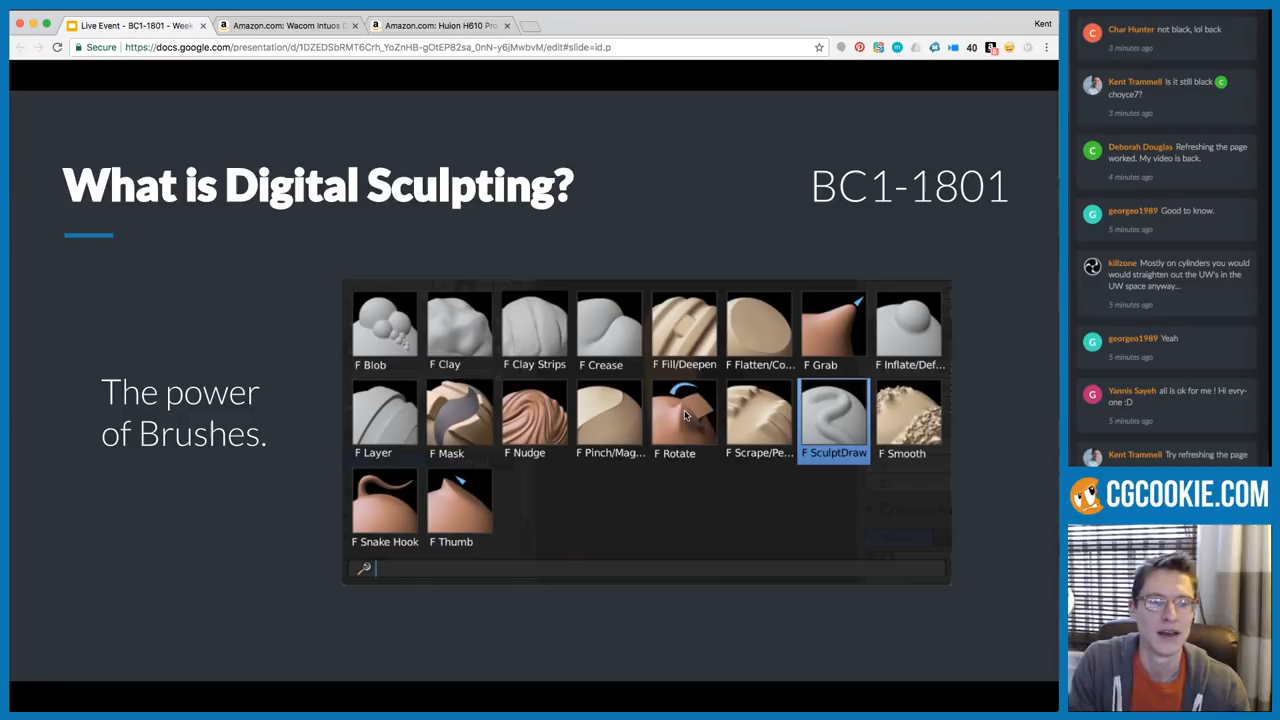 Live Event - BC1-1801 - Week
Amazon.com: Wacom Intuos D
Amazon.com: Huion H610 Pro
Kent
Secure
https://docs.google.com/presentation/d/1DZEDSbRMT6Crh_YoZnHB-gOtEP82sa_0nN-y6jMwbvM/edit#slide=id.p
40
What is Digital Sculpting?
BC1-1801
The power
of Brushes.
F Blob
F Clay
F Clay Strips
F Crease
F Fill/Deepen
F Flatten/Co...
F Grab
F Inflate/Def...
F Layer
F Mask
F Nudge
F Pinch/Mag...
F Rotate
F Scrape/Pe...
F SculptDraw
F Smooth
F Snake Hook
F Thumb
C
Char Hunter not black, lol back
3 minutes ago
Kent Trammell Is it still black C
choyce7?
3 minutes ago
C
Deborah Douglas Refreshing the page
worked. My video is back.
4 minutes ago
G
georgeo1989 Good to know.
5 minutes ago
killzone Mostly on cylinders you would
would straighten out the UW's in the
UW space anyway...
5 minutes ago
G
georgeo1989 Yeah
5 minutes ago
G
Yannis Sayeh all is ok for me ! Hi evry-
one :D
5 minutes ago
Kent Trammell Try refreshing the page
CGCOOKIE.COM